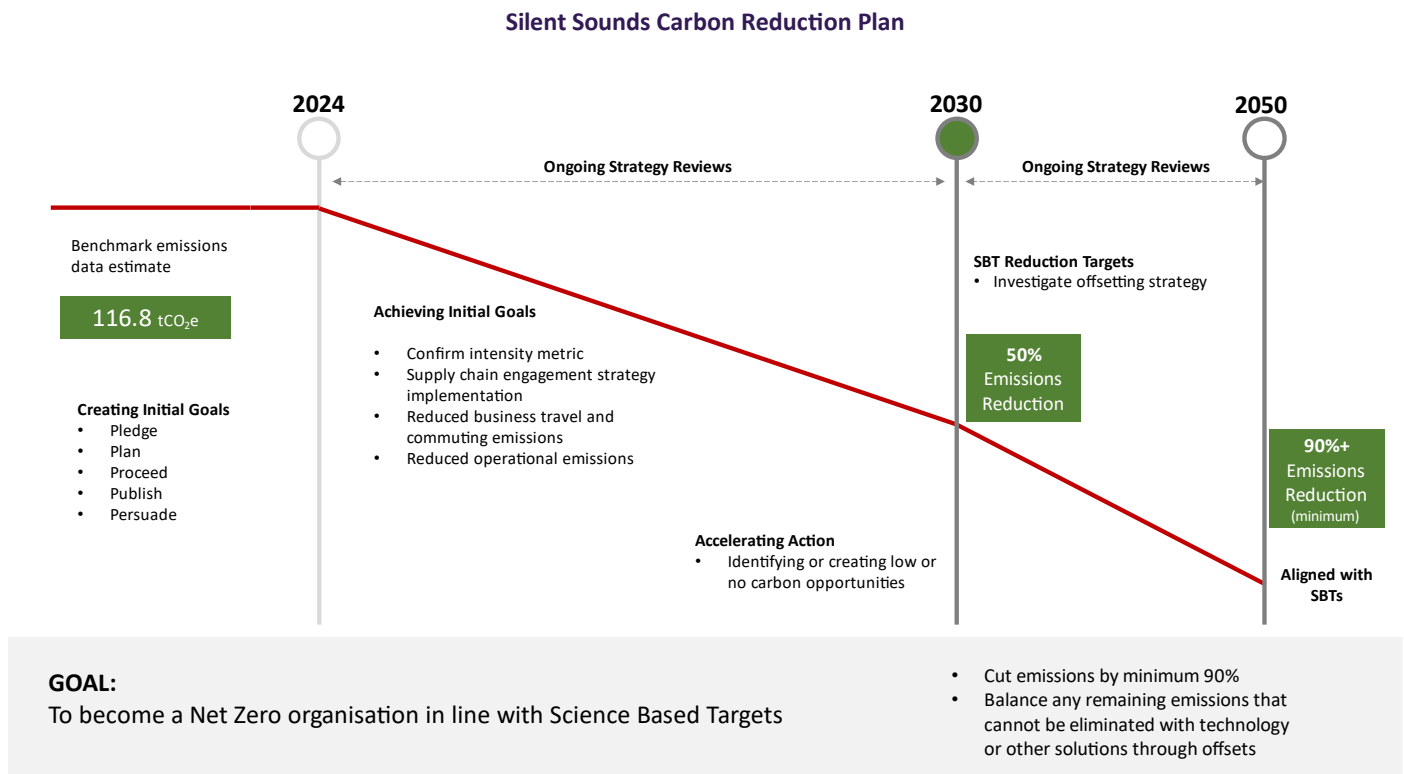 Silent Sounds Carbon Reduction Plan
2024
2030
2050
Ongoing Strategy Reviews
Ongoing Strategy Reviews
Benchmark emissions
data estimate
116.8 tCO₂e
Creating Initial Goals
• Pledge
• Plan
• Proceed
• Publish
• Persuade
Achieving Initial Goals
• Confirm intensity metric
• Supply chain engagement strategy
implementation
• Reduced business travel and
commuting emissions
• Reduced operational emissions
Accelerating Action
• Identifying or creating low or
no carbon opportunities
SBT Reduction Targets
• Investigate offsetting strategy
50%
Emissions
Reduction
90%+
Emissions
Reduction
(minimum)
Aligned with
SBTs
GOAL:
To become a Net Zero organisation in line with Science Based Targets
• Cut emissions by minimum 90%
• Balance any remaining emissions that
cannot be eliminated with technology
or other solutions through offsets